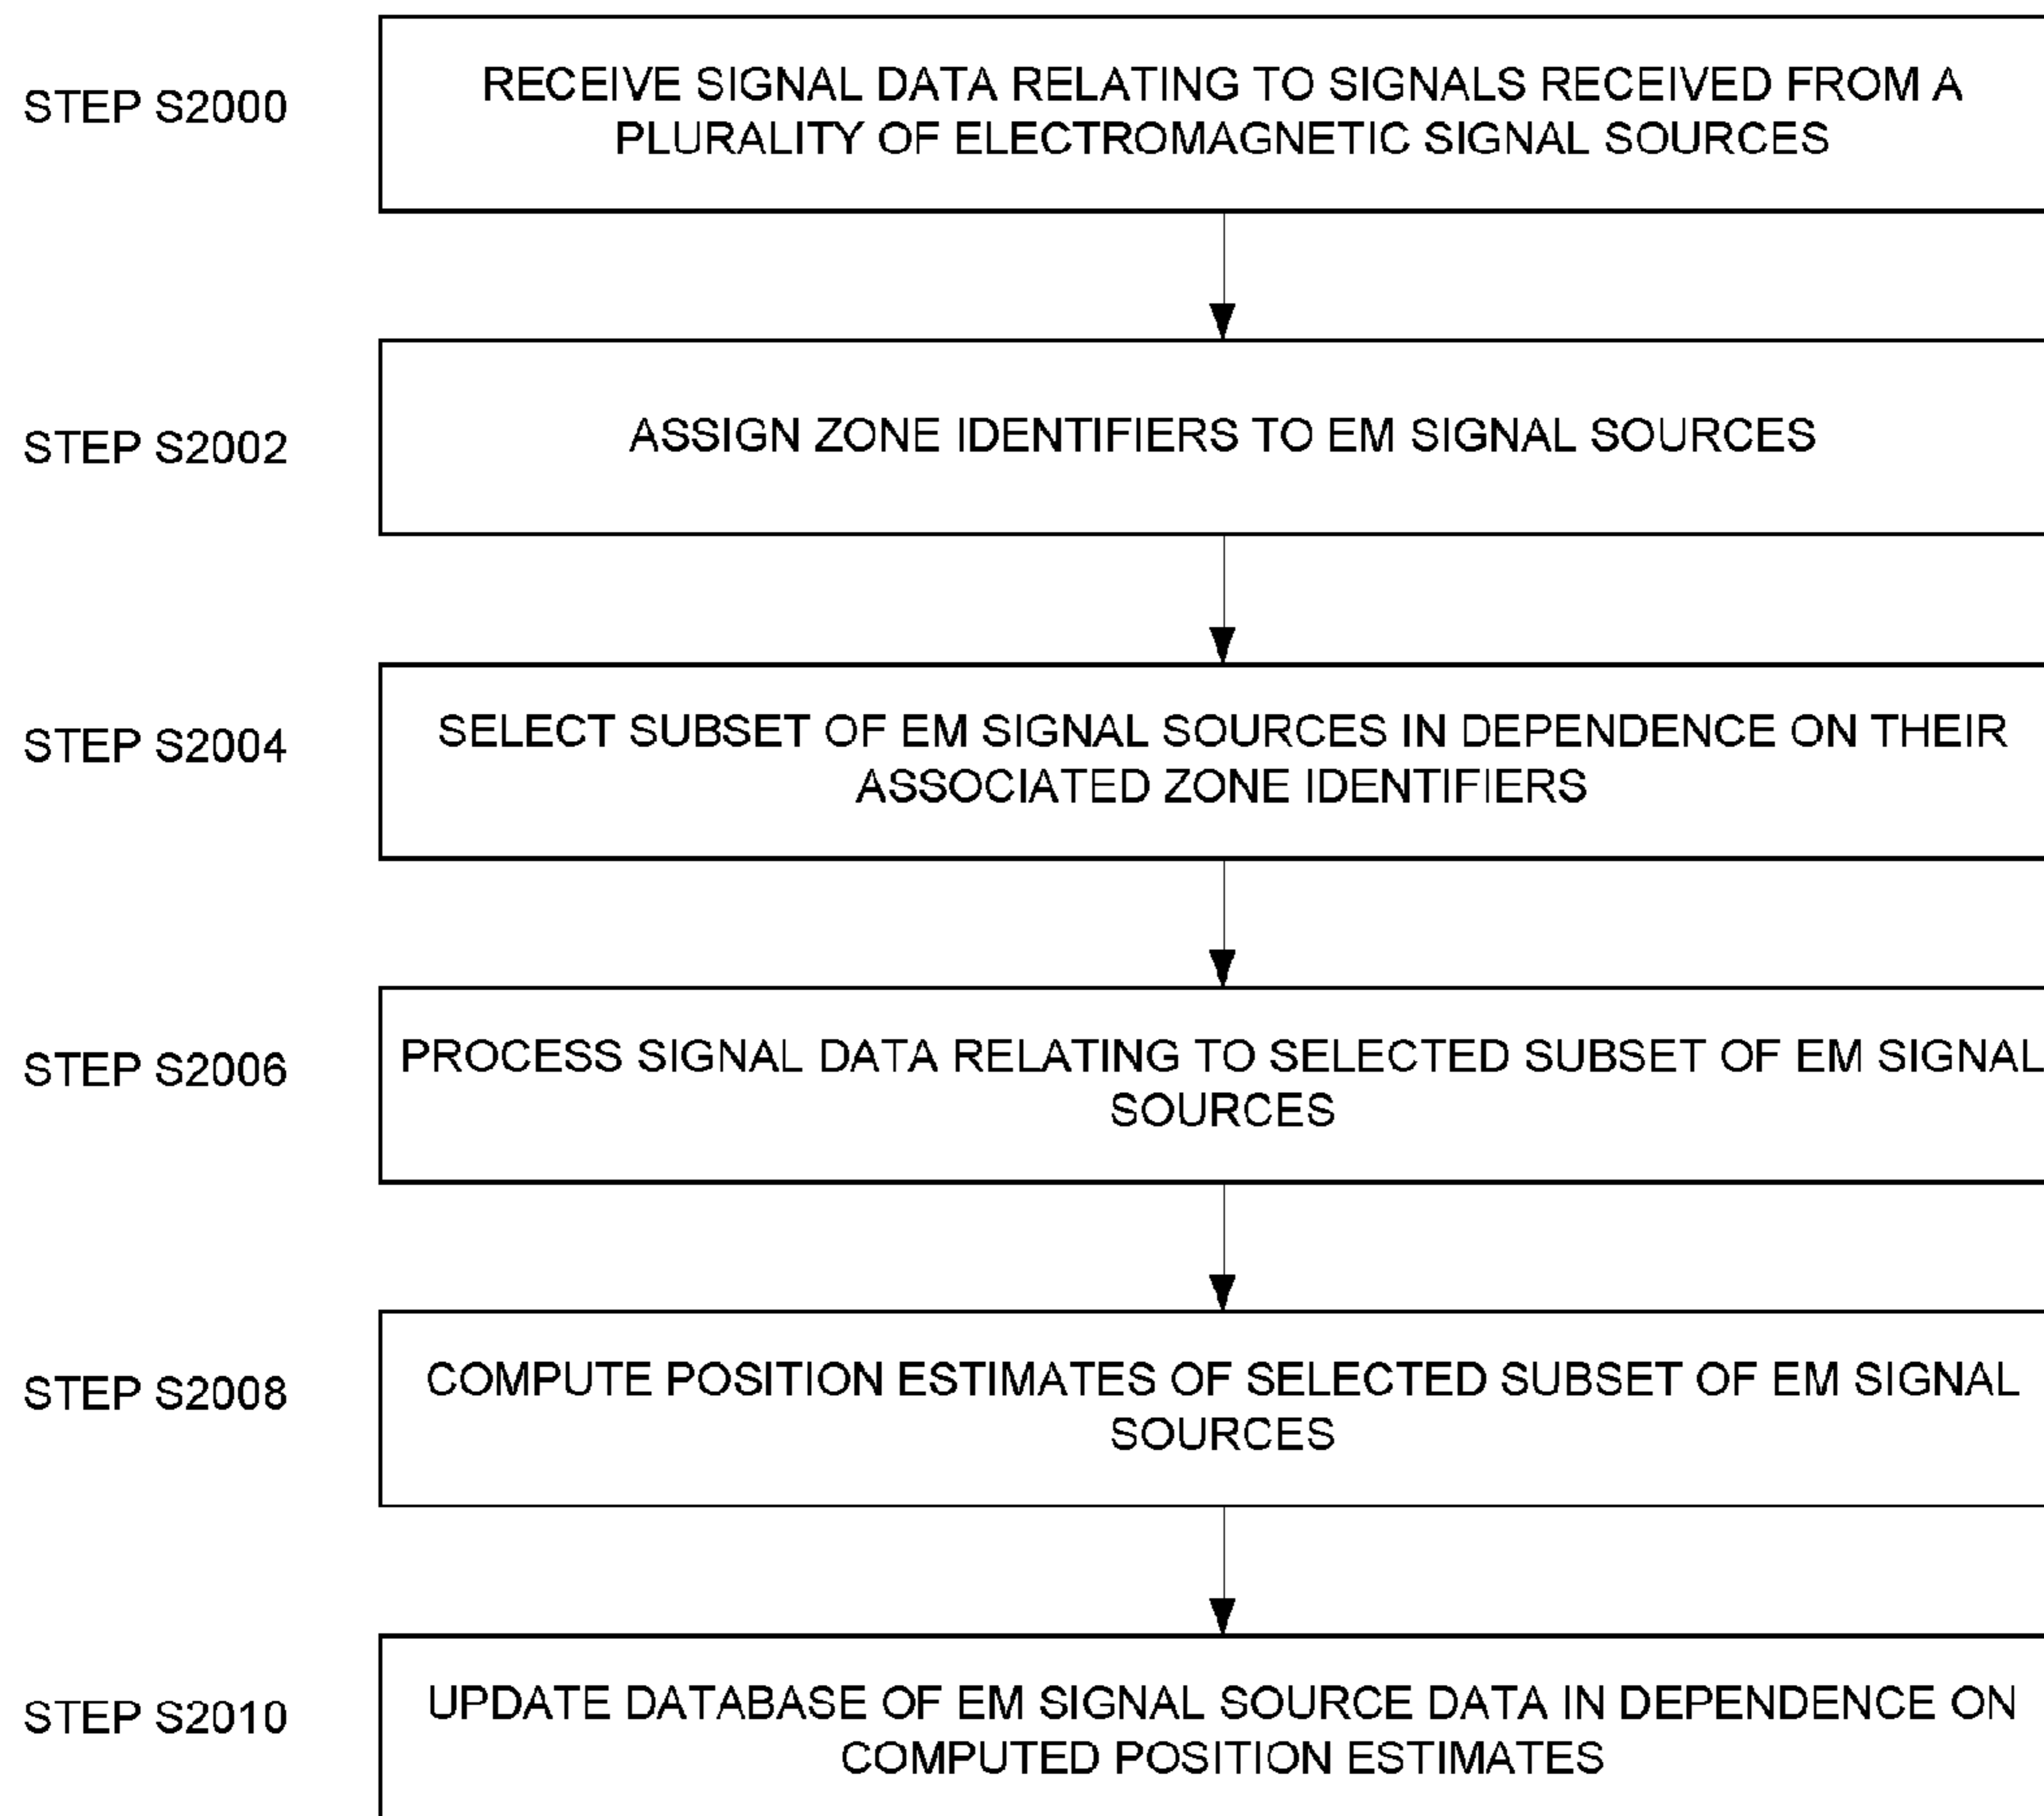 STEP S2000
RECEIVE SIGNAL DATA RELATING TO SIGNALS RECEIVED FROM A
PLURALITY OF ELECTROMAGNETIC SIGNAL SOURCES
STEP S2002
ASSIGN ZONE IDENTIFIERS TO EM SIGNAL SOURCES
STEP S2004
SELECT SUBSET OF EM SIGNAL SOURCES IN DEPENDENCE ON THEIR
ASSOCIATED ZONE IDENTIFIERS
STEP S2006
PROCESS SIGNAL DATA RELATING TO SELECTED SUBSET OF EM SIGNAL
SOURCES
STEP S2008
COMPUTE POSITION ESTIMATES OF SELECTED SUBSET OF EM SIGNAL
SOURCES
STEP S2010
UPDATE DATABASE OF EM SIGNAL SOURCE DATA IN DEPENDENCE ON
COMPUTED POSITION ESTIMATES